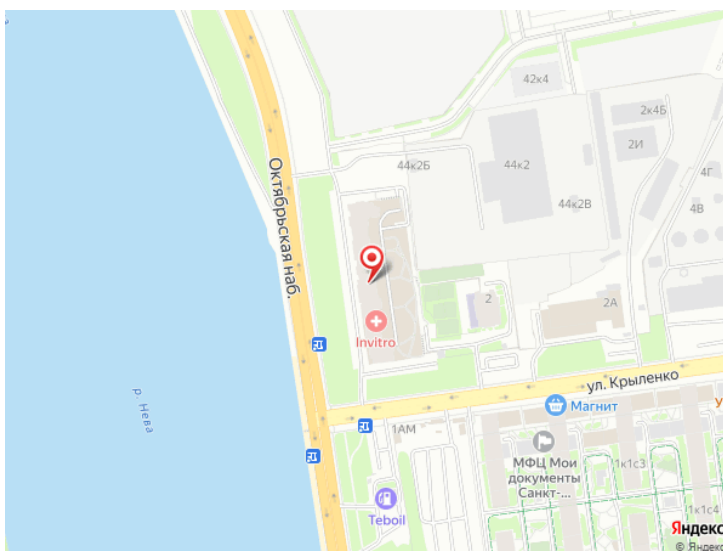 42к4
2к4Б
2И
44к2Б
44к2
4Г
44к2В
4В
Октябрьская наб.
2
2А
Invitro
ул. Крыленко
Магнит
р. Нева
1АМ
МФЦ Мои
документы
Санкт-...
1к1с3
Teboil
1к1с4
Яндекс
© Яндекс